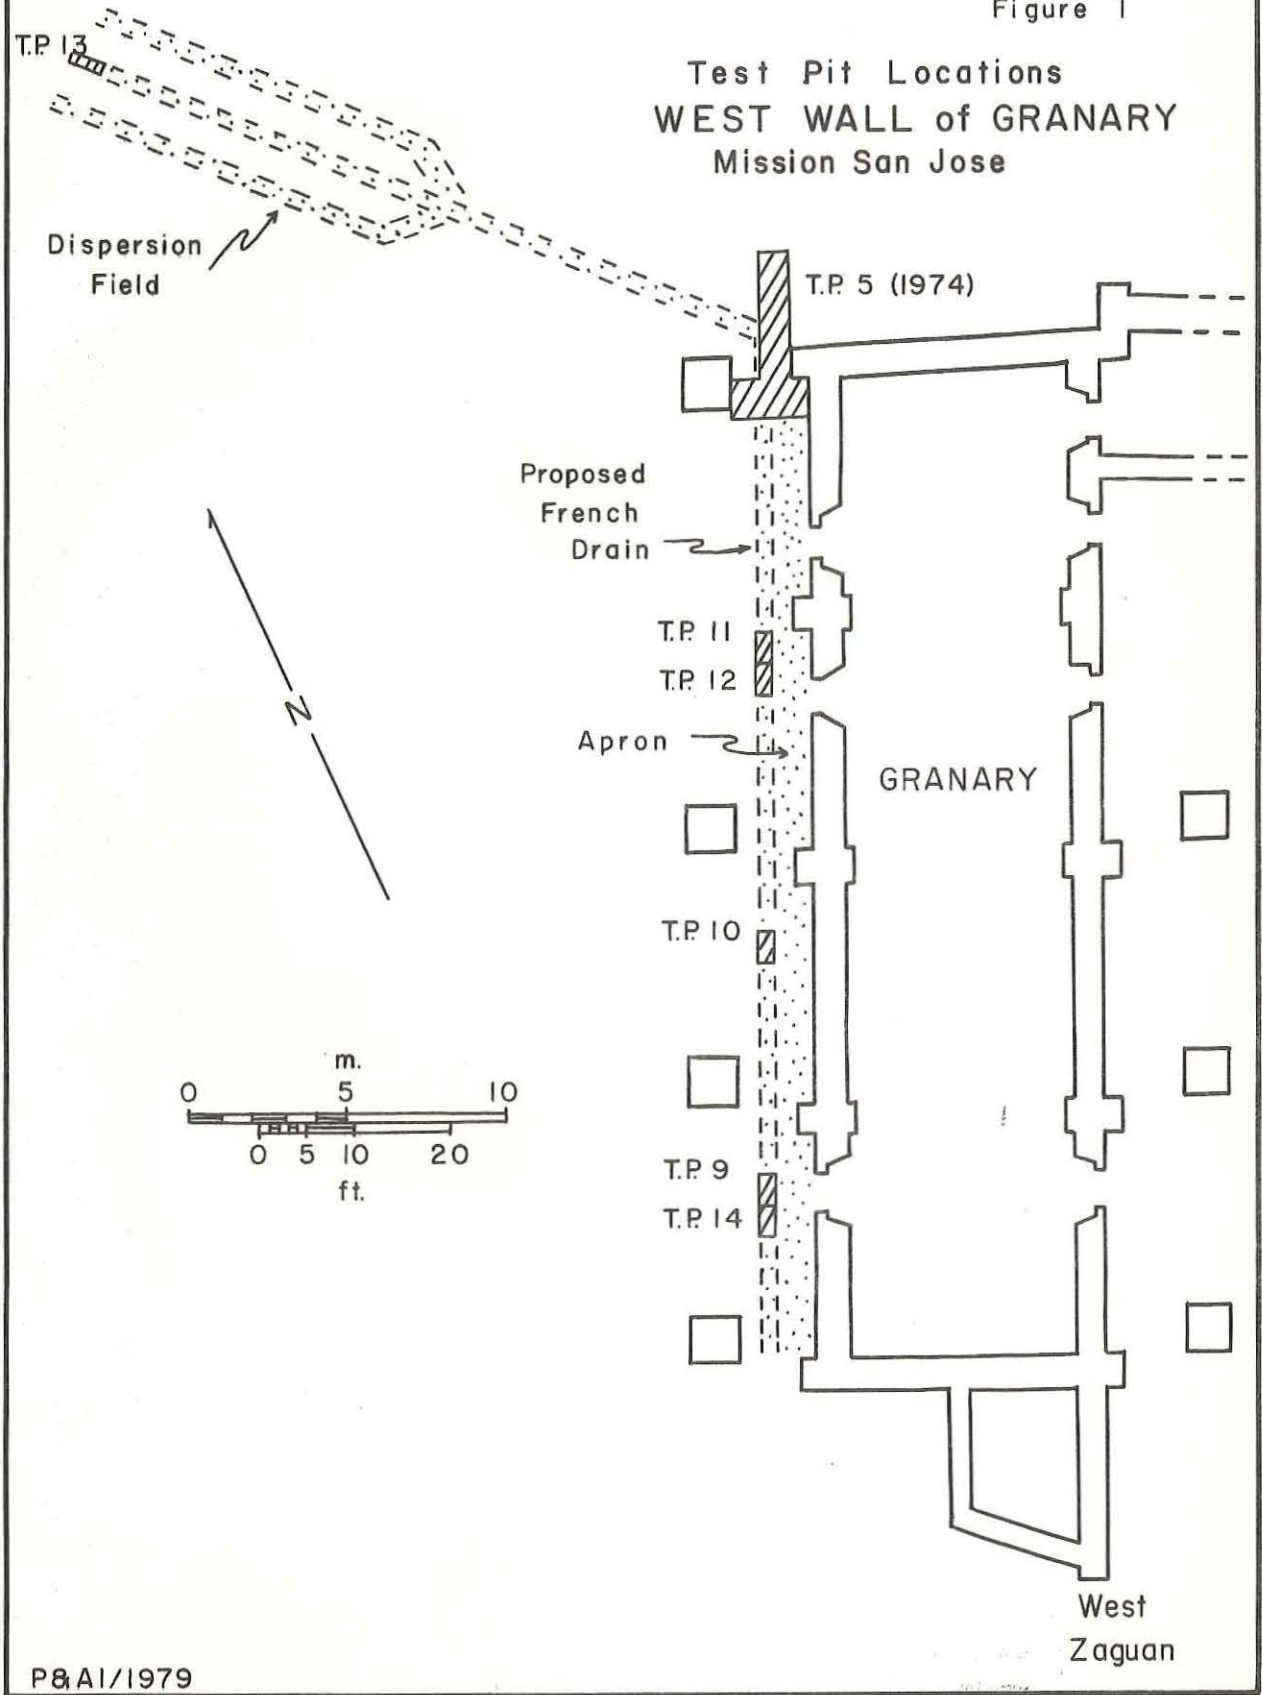 Figure 1
Test Pit Locations
WEST WALL of GRANARY
Mission San Jose
T.P. 13
Dispersion
Field
T.P. 5 (1974)
Proposed
French
Drain
T.P. 11
T.P. 12
Apron
GRANARY
N
T.P. 10
m.
0 5 10
0 5 10 20
ft.
T.P. 9
T.P. 14
West
Zaguan
P&AI/1979